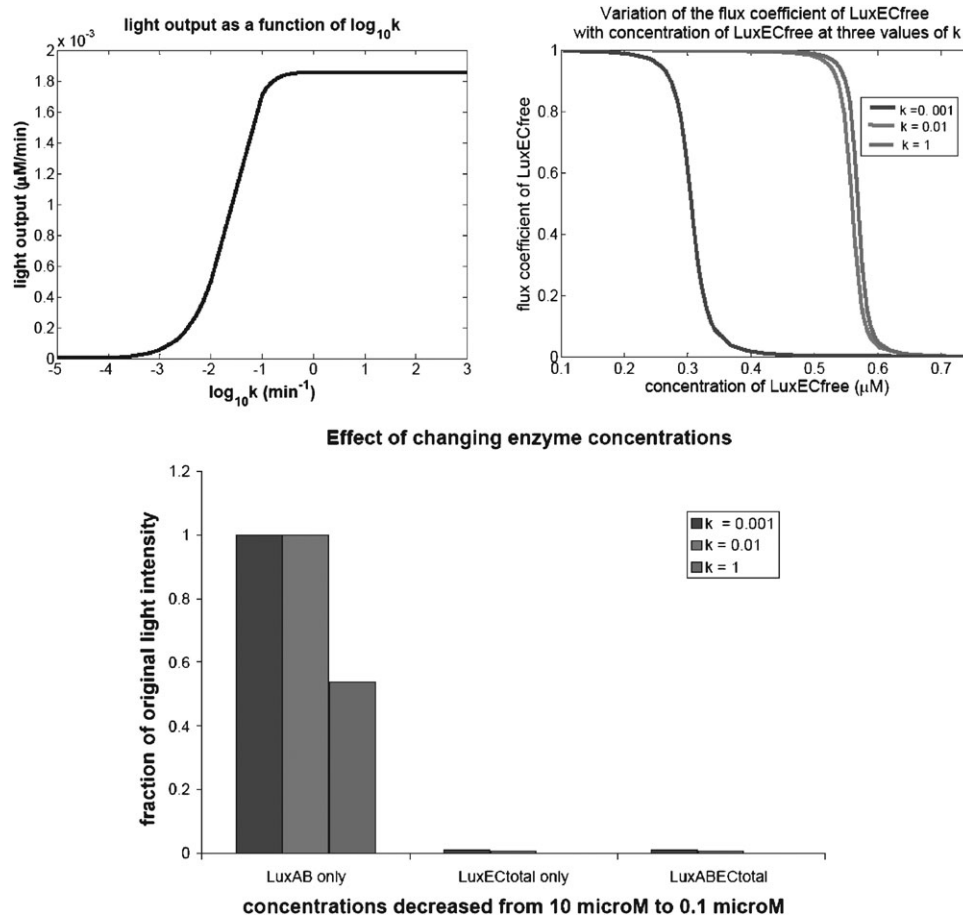 light output as a function of log10k
x 10-3
2
1.8
1.6
1.4
1.2
1
0.8
0.6
0.4
0.2
0
light output (μM/min)
-5 -4 -3 -2 -1 0 1 2 3
log10k (min-1)
Variation of the flux coefficient of LuxECfree
with concentration of LuxECfree at three values of k
1
0.8
0.6
0.4
0.2
0
flux coefficient of LuxECfree
k =0.001
k = 0.01
k = 1
0.1 0.2 0.3 0.4 0.5 0.6 0.7
concentration of LuxECfree (μM)
Effect of changing enzyme concentrations
1.2
1
0.8
0.6
0.4
0.2
0
fraction of original light intensity
k = 0.001
k = 0.01
k = 1
LuxAB only LuxECtotal only LuxABECtotal
concentrations decreased from 10 microM to 0.1 microM